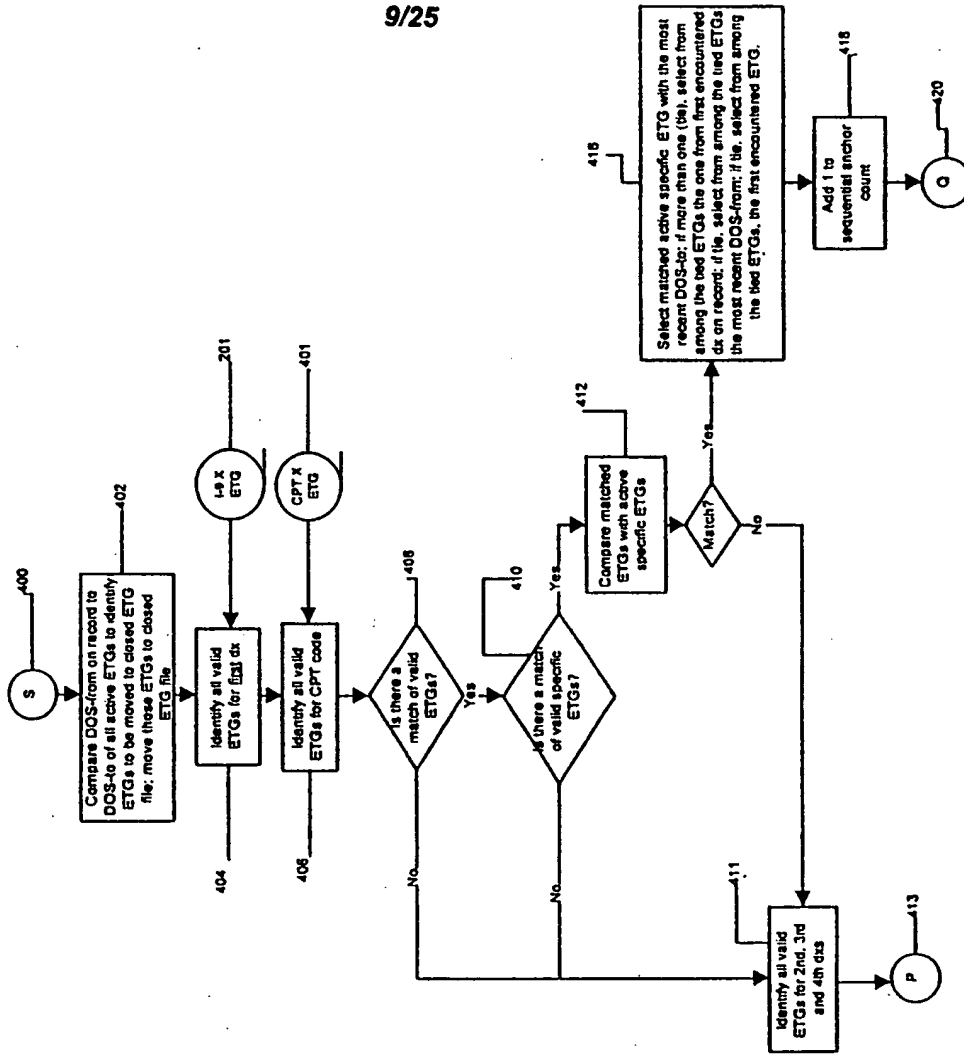 9/25
S
400
Compare DOS-from on record to
DOS-to of all active ETGs to identify
ETGs to be moved to closed ETG
file; move these ETGs to closed
ETG file
402
I-9 X
ETG
201
Identify all valid
ETGs for first dx
404
CPT X
ETG
401
Identify all valid
ETGs for CPT code
406
Is there a
match of valid
ETGs?
408
No
Yes
Is there a match
of valid specific
ETGs?
410
No
Yes
Compare matched
ETGs with active
specific ETGs
412
Match?
Yes
No
Select matched active specific ETG with the most
recent DOS-to; if more than one (tie), select from
among the tied ETGs the one from first encountered
dx on record; if tie, select from among the tied ETGs
the most recent DOS-from; if tie, select from among
the tied ETGs, the first encountered ETG.
416
Add 1 to
sequential anchor
count
418
Q
420
Identify all valid
ETGs for 2nd, 3rd
and 4th dxs
411
P
413